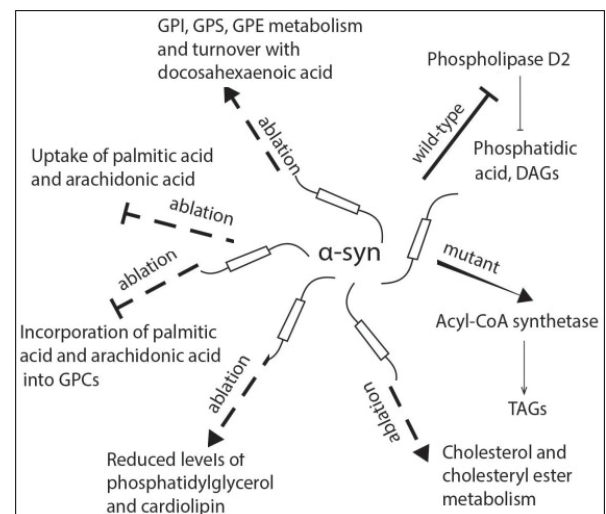 GPI, GPS, GPE metabolism
and turnover with
docosahexaenoic acid
ablation
Phospholipase D2
wild-type
Phosphatidic
acid, DAGs
Uptake of palmitic acid
and arachidonic acid
ablation
α-syn
mutant
ablation
Acyl-CoA synthetase
Incorporation of palmitic
acid and arachidonic acid
into GPCs
TAGs
ablation
ablation
Reduced levels of
phosphatidylglycerol
and cardiolipin
Cholesterol and
cholesteryl ester
metabolism